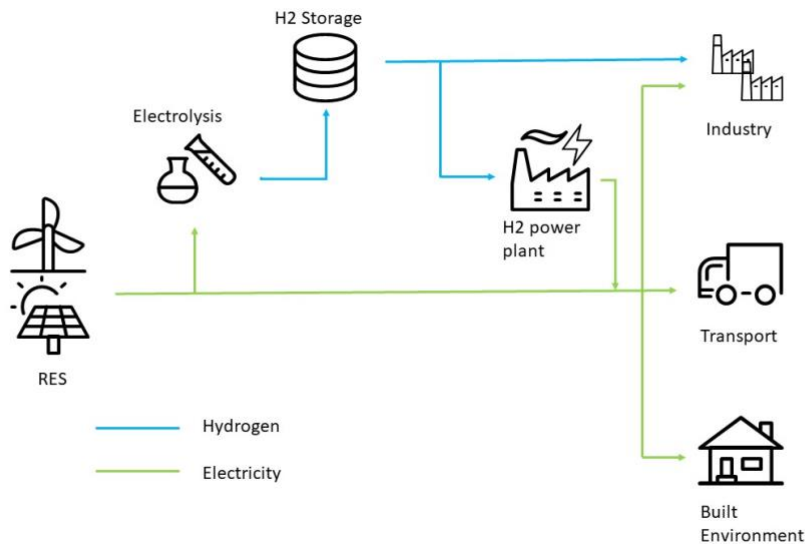 H2 Storage
Electrolysis
Industry
H2 power
plant
RES
Transport
Hydrogen
Electricity
Built
Environment